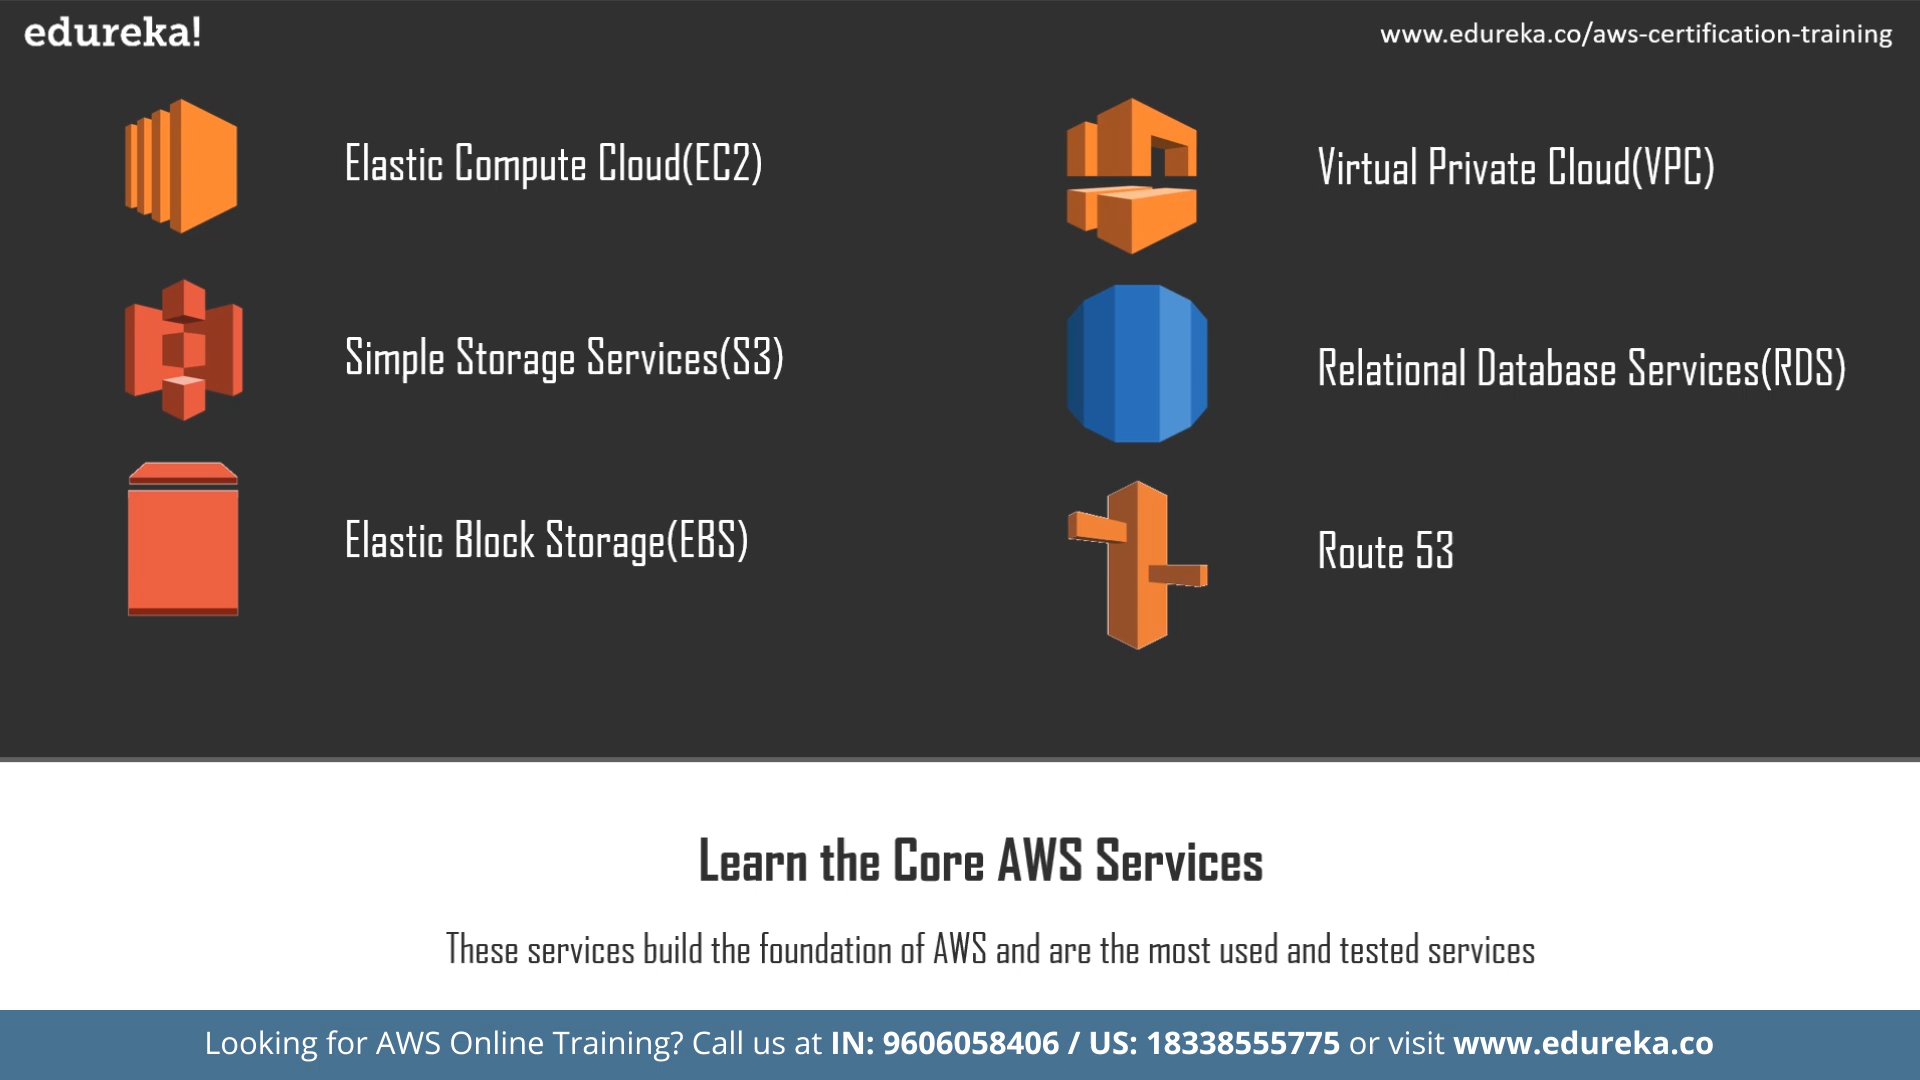 edureka!
www.edureka.co/aws-certification-training
Elastic Compute Cloud(EC2)
Virtual Private Cloud(VPC)
Simple Storage Services(S3)
Relational Database Services(RDS)
Elastic Block Storage(EBS)
Route 53
Learn the Core AWS Services
These services build the foundation of AWS and are the most used and tested services
Looking for AWS Online Training? Call us at IN: 9606058406 / US: 18338555775 or visit www.edureka.co